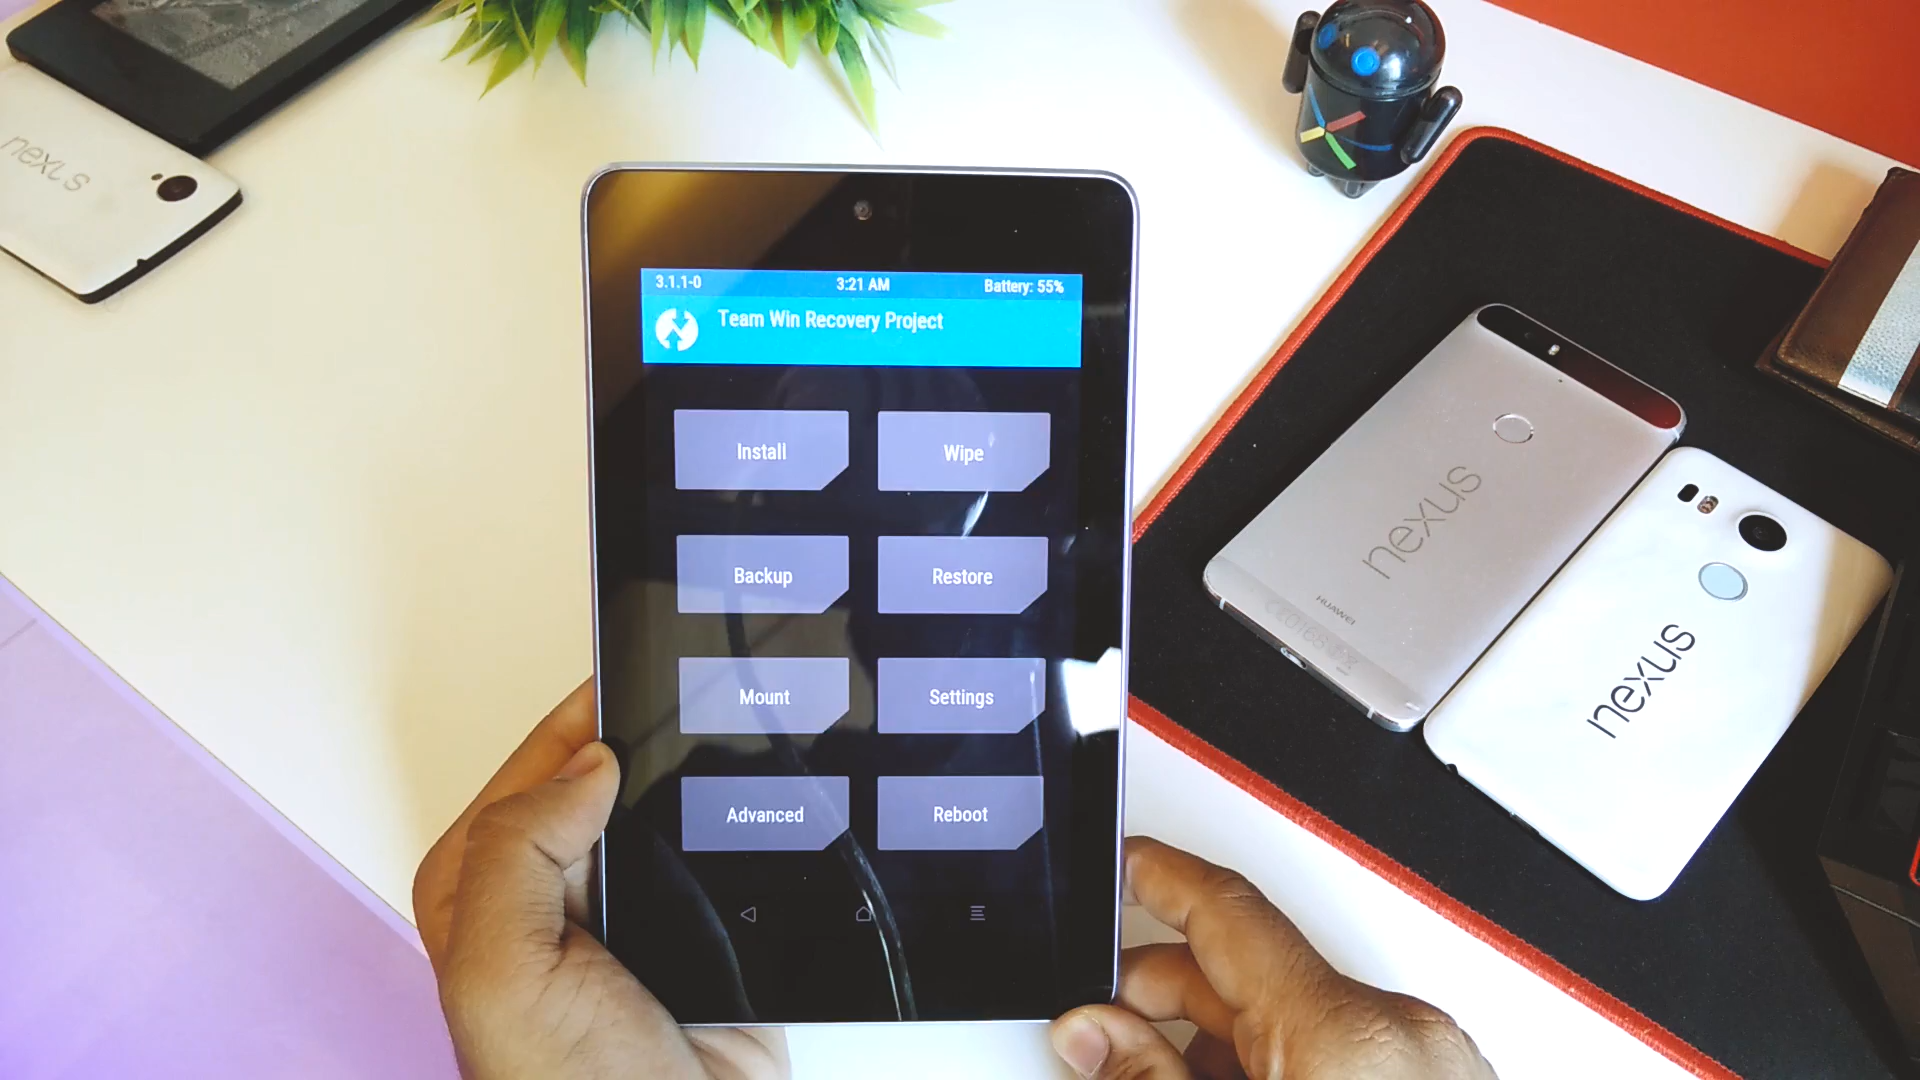 nexus
3.1.1-0 3:21 AM Battery: 55%
Team Win Recovery Project
Install Wipe
Backup Restore
Mount Settings
Advanced Reboot
nexus
HUAWEI
nexus